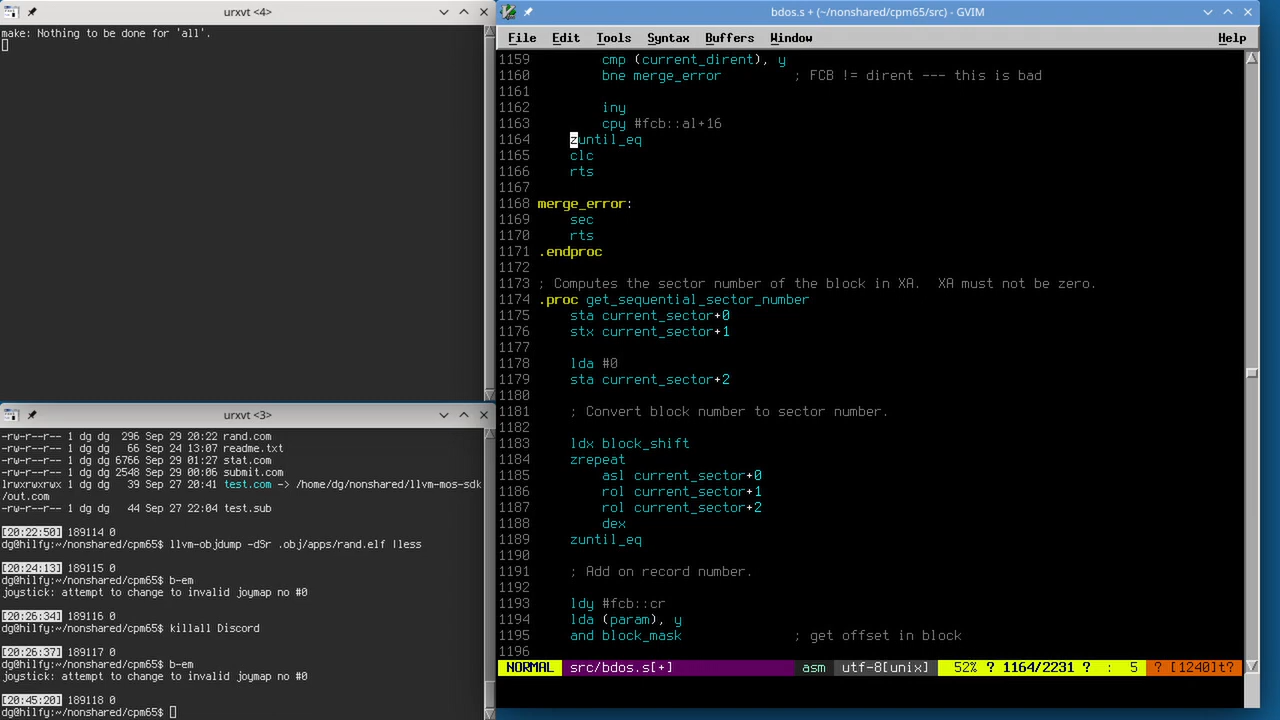 urxvt <4>
make: Nothing to be done for 'all'.
urxvt <3>
-rw-r--r-- 1 dg dg  296 Sep 29 20:22 rand.com
-rw-r--r-- 1 dg dg   66 Sep 24 13:07 readme.txt
-rw-r--r-- 1 dg dg 6766 Sep 29 01:27 stat.com
-rw-r--r-- 1 dg dg 2548 Sep 29 00:06 submit.com
lrwxrwxrwx 1 dg dg   39 Sep 27 20:41 test.com -> /home/dg/nonshared/llvm-mos-sdk
/out.com
-rw-r--r-- 1 dg dg   44 Sep 27 22:04 test.sub
[20:22:50] 189114 0
dg@hilfy:~/nonshared/cpm65$ llvm-objdump -dSr .obj/apps/rand.elf |less
[20:24:13] 189115 0
dg@hilfy:~/nonshared/cpm65$ b-em
joystick: attempt to change to invalid joymap no #0
[20:26:34] 189116 0
dg@hilfy:~/nonshared/cpm65$ killall Discord
[20:26:37] 189117 0
dg@hilfy:~/nonshared/cpm65$ b-em
joystick: attempt to change to invalid joymap no #0
[20:45:20] 189118 0
dg@hilfy:~/nonshared/cpm65$
bdos.s + (~/nonshared/cpm65/src) - GVIM
File Edit Tools Syntax Buffers Window Help
1159         cmp (current_dirent), y
1160         bne merge_error         ; FCB != dirent --- this is bad
1161
1162         iny
1163         cpy #fcb::al+16
1164     zuntil_eq
1165     clc
1166     rts
1167
1168 merge_error:
1169     sec
1170     rts
1171 .endproc
1172
1173 ; Computes the sector number of the block in XA.  XA must not be zero.
1174 .proc get_sequential_sector_number
1175     sta current_sector+0
1176     stx current_sector+1
1177
1178     lda #0
1179     sta current_sector+2
1180
1181     ; Convert block number to sector number.
1182
1183     ldx block_shift
1184     zrepeat
1185         asl current_sector+0
1186         rol current_sector+1
1187         rol current_sector+2
1188         dex
1189     zuntil_eq
1190
1191     ; Add on record number.
1192
1193     ldy #fcb::cr
1194     lda (param), y
1195     and block_mask              ; get offset in block
1196
NORMAL src/bdos.s[+] asm utf-8[unix] 52% ? 1164/2231 ? : 5 ? [1240]t?